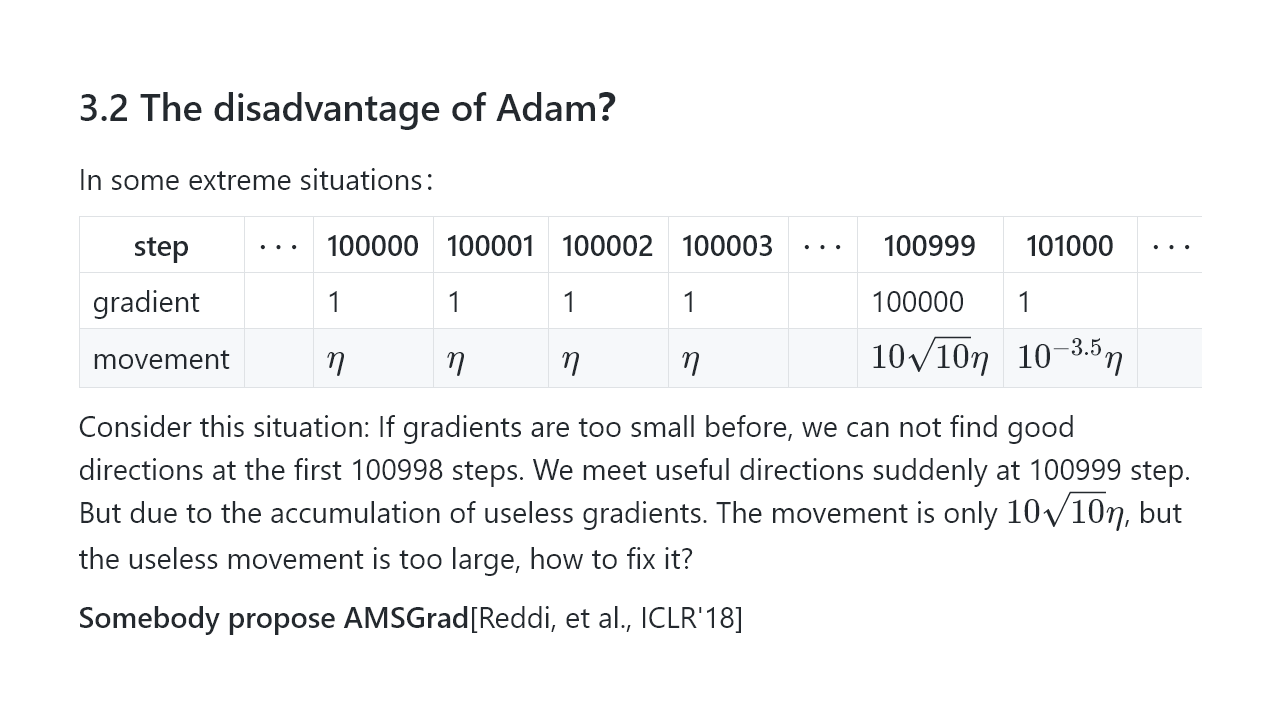 3.2 The disadvantage of Adam?
In some extreme situations：
step ⋯ 100000 100001 100002 100003 ⋯ 100999 101000 ⋯
gradient 1 1 1 1 100000 1
movement η η η η 10√10η 10^−3.5η
Consider this situation: If gradients are too small before, we can not find good
directions at the first 100998 steps. We meet useful directions suddenly at 100999 step.
But due to the accumulation of useless gradients. The movement is only 10√10η, but
the useless movement is too large, how to fix it?
Somebody propose AMSGrad[Reddi, et al., ICLR'18]